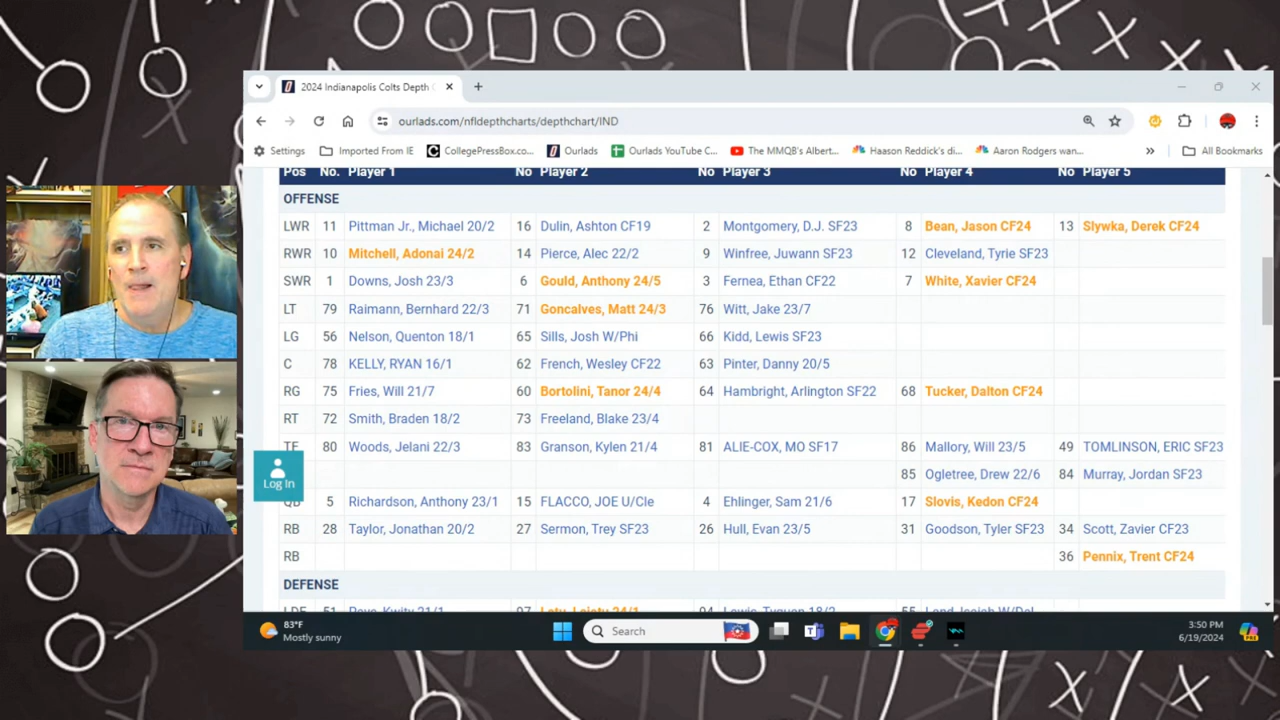 2024 Indianapolis Colts Depth C
ourlads.com/nfldepthcharts/depthchart/IND
Settings Imported From IE CollegePressBox.co... Ourlads Ourlads YouTube C... The MMQB's Albert... Haason Reddick's di... Aaron Rodgers wan... » All Bookmarks
Pos No. Player 1 No Player 2 No Player 3 No Player 4 No Player 5
OFFENSE
LWR 11 Pittman Jr., Michael 20/2 16 Dulin, Ashton CF19 2 Montgomery, D.J. SF23 8 Bean, Jason CF24 13 Slywka, Derek CF24
RWR 10 Mitchell, Adonai 24/2 14 Pierce, Alec 22/2 9 Winfree, Juwann SF23 12 Cleveland, Tyrie SF23
SWR 1 Downs, Josh 23/3 6 Gould, Anthony 24/5 3 Fernea, Ethan CF22 7 White, Xavier CF24
LT 79 Raimann, Bernhard 22/3 71 Goncalves, Matt 24/3 76 Witt, Jake 23/7
LG 56 Nelson, Quenton 18/1 65 Sills, Josh W/Phi 66 Kidd, Lewis SF23
C 78 KELLY, RYAN 16/1 62 French, Wesley CF22 63 Pinter, Danny 20/5
RG 75 Fries, Will 21/7 60 Bortolini, Tanor 24/4 64 Hambright, Arlington SF22 68 Tucker, Dalton CF24
RT 72 Smith, Braden 18/2 73 Freeland, Blake 23/4
TE 80 Woods, Jelani 22/3 83 Granson, Kylen 21/4 81 ALIE-COX, MO SF17 86 Mallory, Will 23/5 49 TOMLINSON, ERIC SF23
85 Ogletree, Drew 22/6 84 Murray, Jordan SF23
Log In
QB 5 Richardson, Anthony 23/1 15 FLACCO, JOE U/Cle 4 Ehlinger, Sam 21/6 17 Slovis, Kedon CF24
RB 28 Taylor, Jonathan 20/2 27 Sermon, Trey SF23 26 Hull, Evan 23/5 31 Goodson, Tyler SF23 34 Scott, Zavier CF23
RB 36 Pennix, Trent CF24
DEFENSE
83°F
Mostly sunny
Search
3:50 PM
6/19/2024